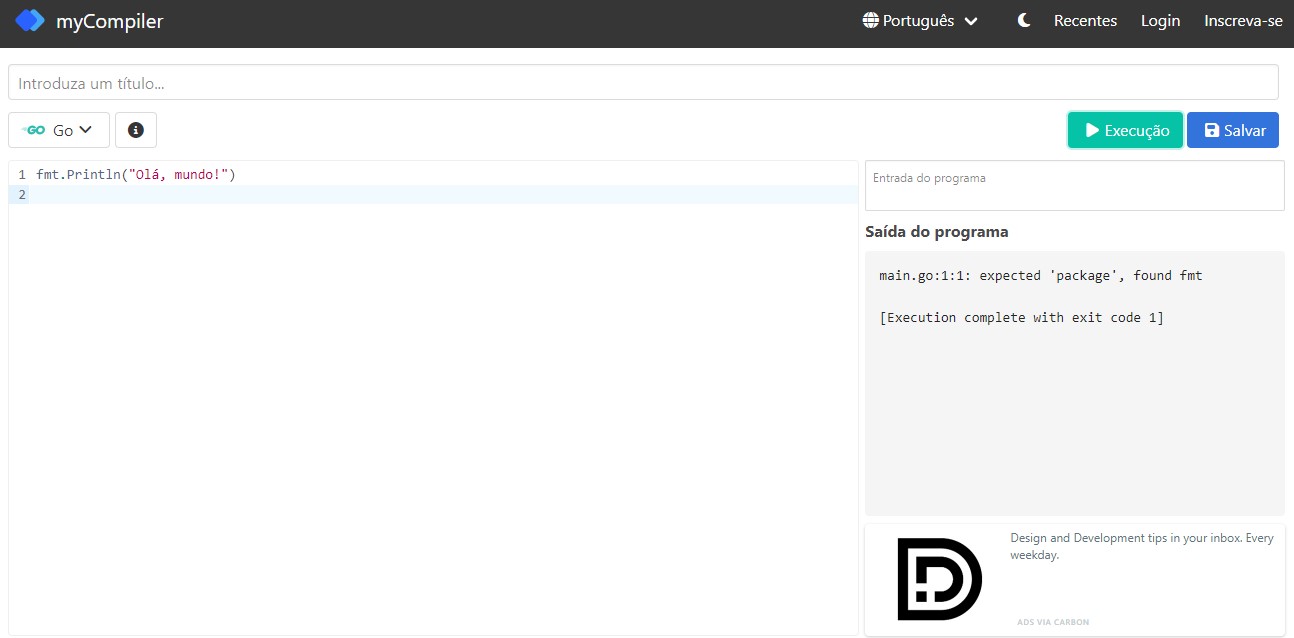 myCompiler
Português
Recentes
Login
Inscreva-se
Introduza um título...
GO Go
Execução
Salvar
1 fmt.Println("Olá, mundo!")
2
Entrada do programa
Saída do programa
main.go:1:1: expected 'package', found fmt
[Execution complete with exit code 1]
Design and Development tips in your inbox. Every
weekday.
ADS VIA CARBON